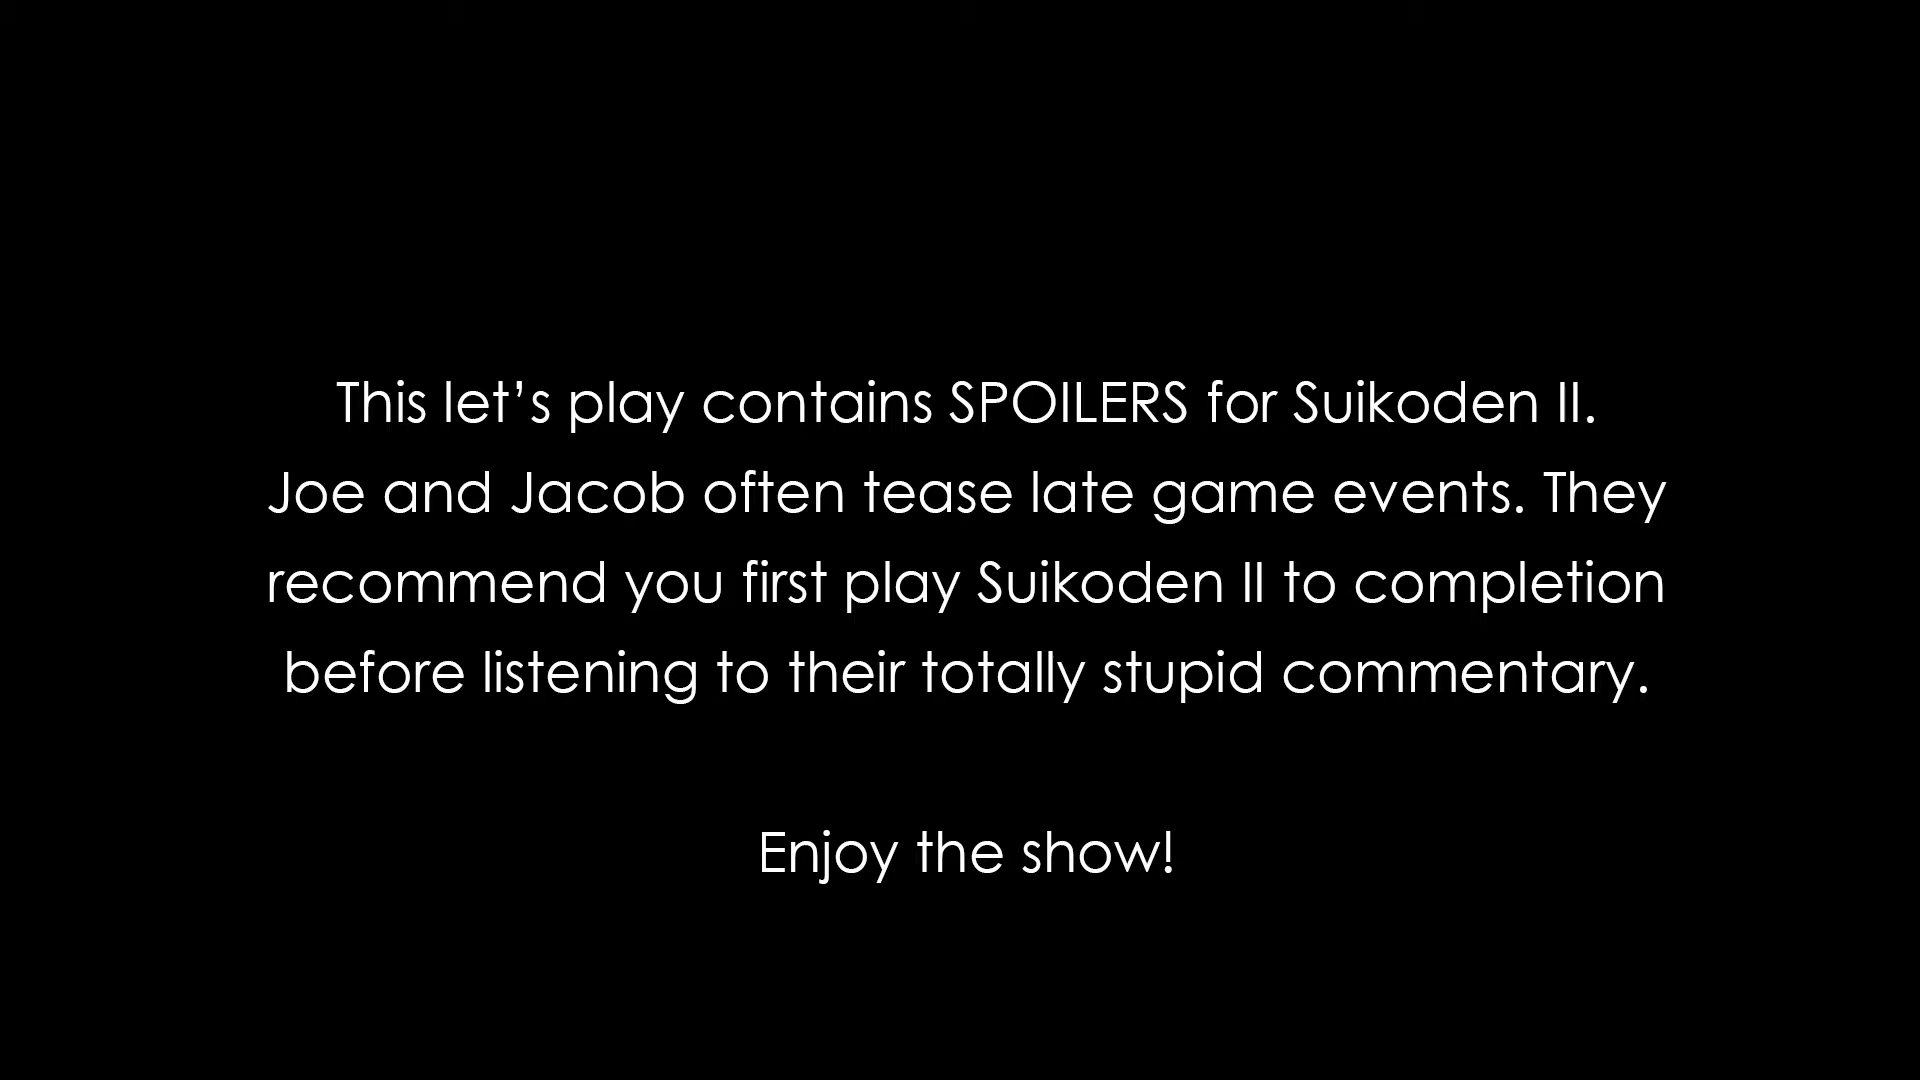 This let’s play contains SPOILERS for Suikoden II.
Joe and Jacob often tease late game events. They
recommend you first play Suikoden II to completion
before listening to their totally stupid commentary.
Enjoy the show!